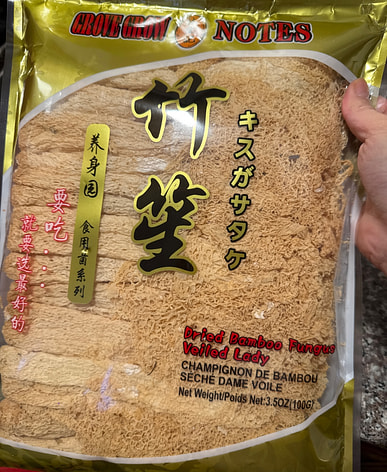 GROVE GROW NOTES
竹笙
キスガサタケ
养身园
食用菌系列
要吃...
就要选最好的
Dried Bamboo Fungus
Veiled Lady
CHAMPIGNON DE BAMBOU
SÉCHÉ DAME VOILE
Net Weight/Poids Net:3.5OZ(100G)